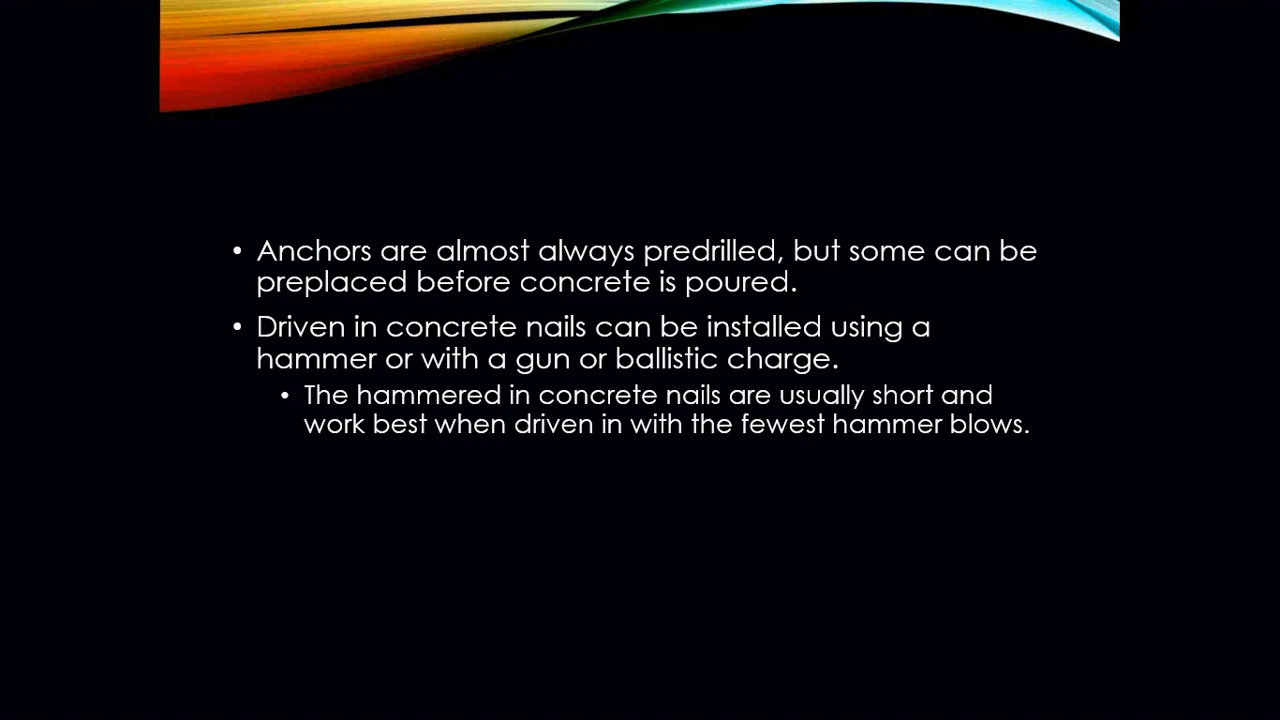 • Anchors are almost always predrilled, but some can be
preplaced before concrete is poured.
• Driven in concrete nails can be installed using a
hammer or with a gun or ballistic charge.
• The hammered in concrete nails are usually short and
work best when driven in with the fewest hammer blows.